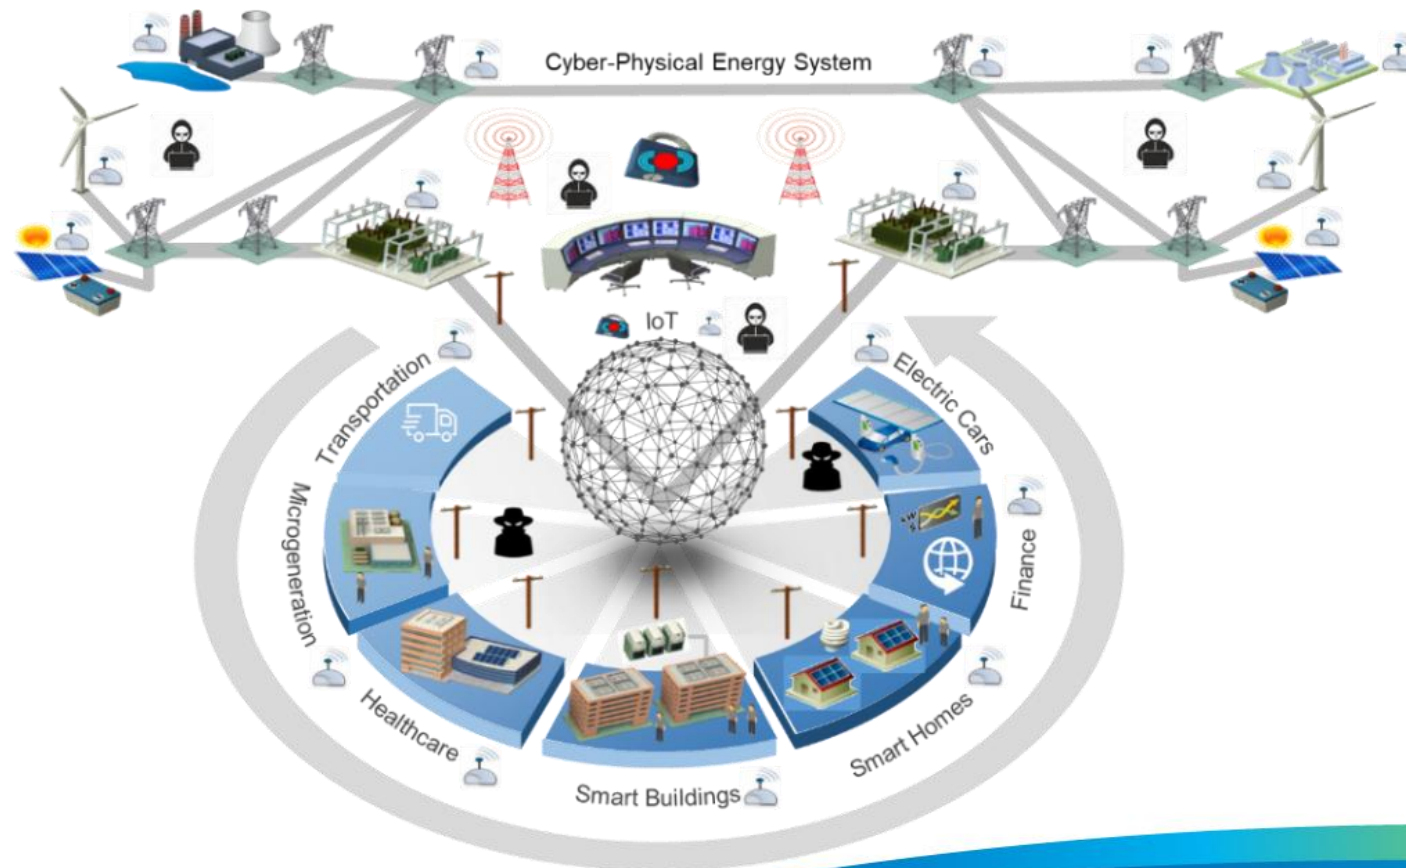 Cyber-Physical Energy System
IoT
Transportation
Electric Cars
Microgeneration
Finance
Healthcare
Smart Homes
Smart Buildings